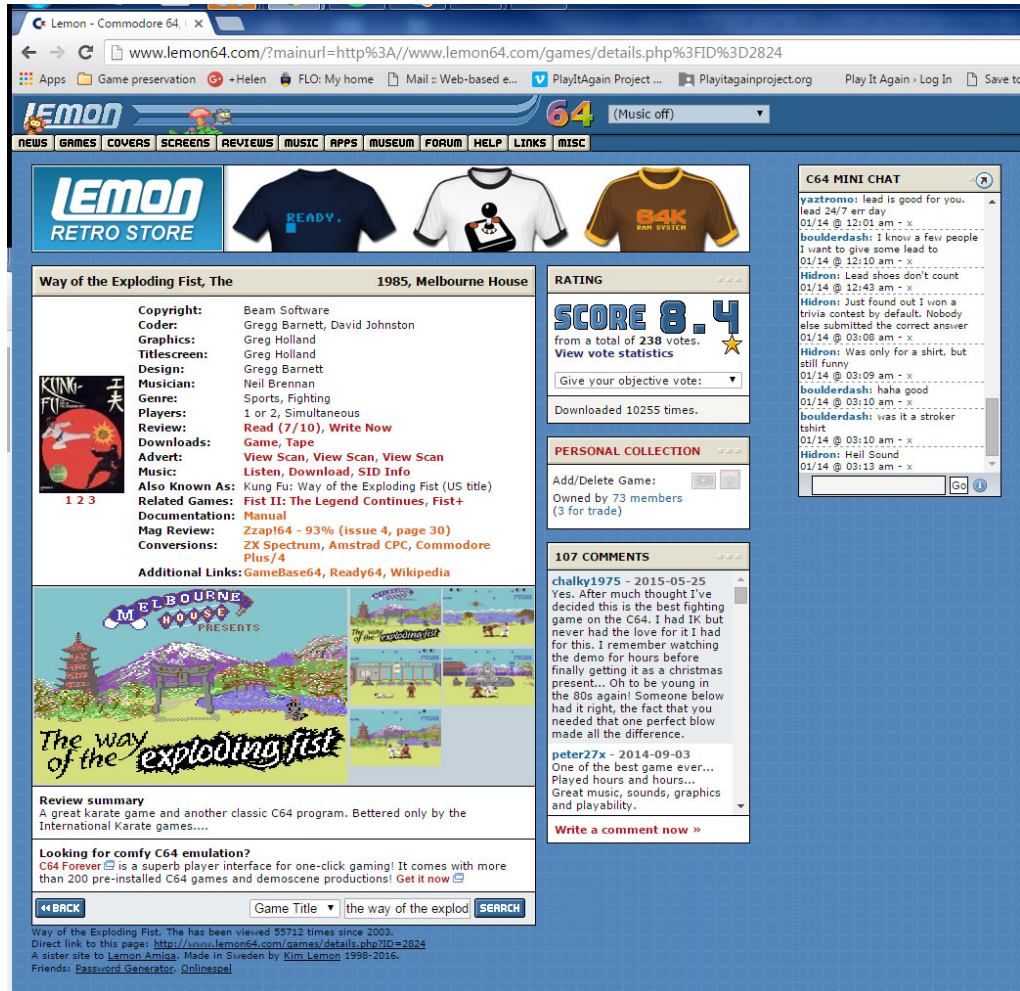 Lemon - Commodore 64,
www.lemon64.com/?mainurl=http%3A//www.lemon64.com/games/details.php%3FID%3D2824
Apps Game preservation +Helen FLO: My home Mail :: Web-based e... PlayItAgain Project ... Playitagainproject.org Play It Again › Log In Save to
LEMON 64 (Music off)
NEWS GAMES COVERS SCREENS REVIEWS MUSIC APPS MUSEUM FORUM HELP LINKS MISC
LEMON
RETRO STORE
READY.
64K
RAM SYSTEM
Way of the Exploding Fist, The 1985, Melbourne House
Copyright: Beam Software
Coder: Gregg Barnett, David Johnston
Graphics: Greg Holland
Titlescreen: Greg Holland
Design: Gregg Barnett
Musician: Neil Brennan
Genre: Sports, Fighting
Players: 1 or 2, Simultaneous
Review: Read (7/10), Write Now
Downloads: Game, Tape
Advert: View Scan, View Scan, View Scan
Music: Listen, Download, SID Info
Also Known As: Kung Fu: Way of the Exploding Fist (US title)
Related Games: Fist II: The Legend Continues, Fist+
Documentation: Manual
Mag Review: Zzap!64 - 93% (issue 4, page 30)
Conversions: ZX Spectrum, Amstrad CPC, Commodore
Plus/4
Additional Links: GameBase64, Ready64, Wikipedia
KUNG-
FU 工夫
1 2 3
MELBOURNE
HOUSE
PRESENTS
The way
of the exploding fist
Review summary
A great karate game and another classic C64 program. Bettered only by the
International Karate games....
Looking for comfy C64 emulation?
C64 Forever is a superb player interface for one-click gaming! It comes with more
than 200 pre-installed C64 games and demoscene productions! Get it now
BACK Game Title the way of the explod SEARCH
Way of the Exploding Fist, The has been viewed 55712 times since 2003.
Direct link to this page: http://www.lemon64.com/games/details.php?ID=2824
A sister site to Lemon Amiga. Made in Sweden by Kim Lemon 1998-2016.
Friends: Password Generator, Onlinespel
RATING
SCORE 8.4
from a total of 238 votes.
View vote statistics
Give your objective vote:
Downloaded 10255 times.
PERSONAL COLLECTION
Add/Delete Game:
Owned by 73 members
(3 for trade)
107 COMMENTS
chalky1975 - 2015-05-25
Yes. After much thought I've
decided this is the best fighting
game on the C64. I had IK but
never had the love for it I had
for this. I remember watching
the demo for hours before
finally getting it as a christmas
present... Oh to be young in
the 80s again! Someone below
had it right, the fact that you
needed that one perfect blow
made all the difference.
peter27x - 2014-09-03
One of the best game ever...
Played hours and hours...
Great music, sounds, graphics
and playability.
Write a comment now »
C64 MINI CHAT
yaztromo: lead is good for you.
lead 24/7 err day
01/14 @ 12:01 am - x
boulderdash: I know a few people
I want to give some lead to
01/14 @ 12:10 am - x
Hidron: Lead shoes don't count
01/14 @ 12:43 am - x
Hidron: Just found out I won a
trivia contest by default. Nobody
else submitted the correct answer
01/14 @ 03:08 am - x
Hidron: Was only for a shirt, but
still funny
01/14 @ 03:09 am - x
boulderdash: haha good
01/14 @ 03:10 am - x
boulderdash: was it a stroker
tshirt
01/14 @ 03:10 am - x
Hidron: Heil Sound
01/14 @ 03:13 am - x
Go